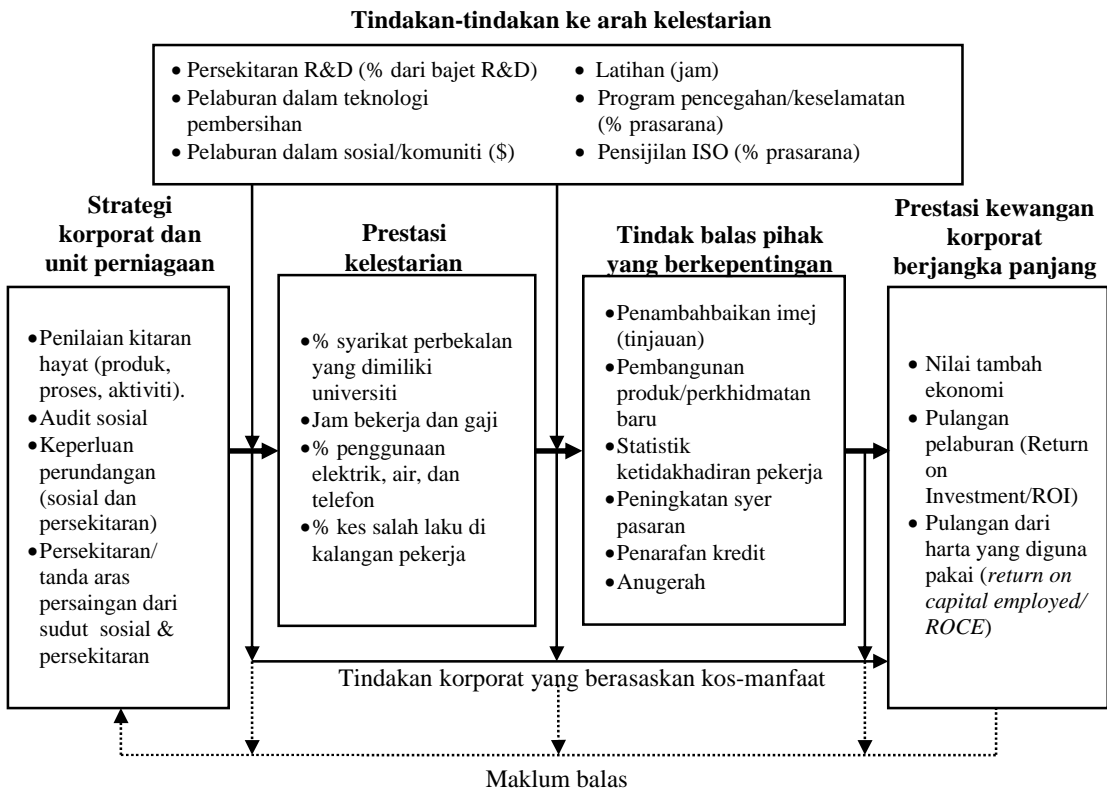 Tindakan-tindakan ke arah kelestarian
• Persekitaran R&D (% dari bajet R&D)
• Pelaburan dalam teknologi
pembersihan
• Pelaburan dalam sosial/komuniti ($)
• Latihan (jam)
• Program pencegahan/keselamatan
(% prasarana)
• Pensijilan ISO (% prasarana)
Strategi
korporat dan
unit perniagaan
• Penilaian kitaran
hayat (produk,
proses, aktiviti).
• Audit sosial
• Keperluan
perundangan
(sosial dan
persekitaran)
• Persekitaran/
tanda aras
persaingan dari
sudut sosial &
persekitaran
Prestasi
kelestarian
• % syarikat perbekalan
yang dimiliki
universiti
• Jam bekerja dan gaji
• % penggunaan
elektrik, air, dan
telefon
• % kes salah laku di
kalangan pekerja
Tindak balas pihak
yang berkepentingan
• Penambahbaikan imej
(tinjauan)
• Pembangunan
produk/perkhidmatan
baru
• Statistik
ketidakhadiran pekerja
• Peningkatan syer
pasaran
• Penarafan kredit
• Anugerah
Prestasi kewangan
korporat
berjangka panjang
• Nilai tambah
ekonomi
• Pulangan
pelaburan (Return
on
Investment/ROI)
• Pulangan dari
harta yang diguna
pakai (return on
capital employed/
ROCE)
Tindakan korporat yang berasaskan kos-manfaat
Maklum balas